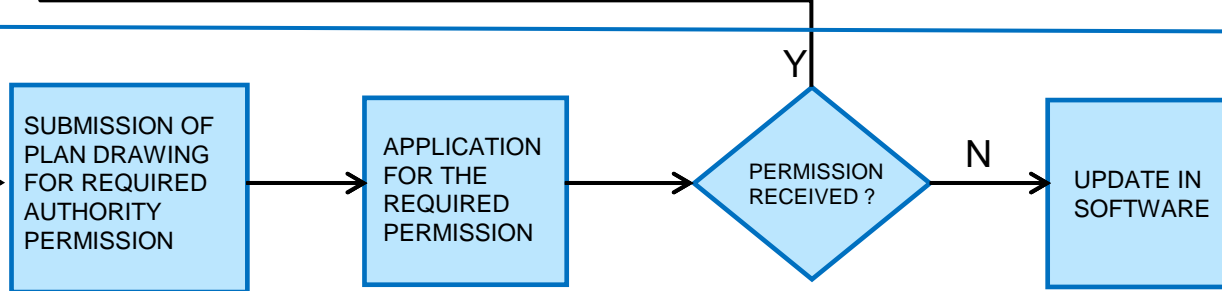 SUBMISSION OF
PLAN DRAWING
FOR REQUIRED
AUTHORITY
PERMISSION
APPLICATION
FOR THE
REQUIRED
PERMISSION
Y
PERMISSION
RECEIVED ?
N
UPDATE IN
SOFTWARE